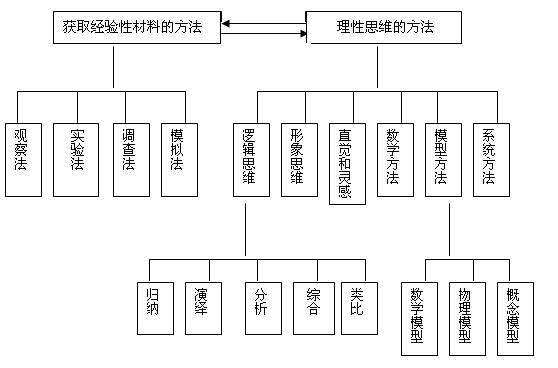 获取经验性材料的方法
理性思维的方法
观察法
实验法
调查法
模拟法
逻辑思维
形象思维
直觉和灵感
数学方法
模型方法
系统方法
归纳
演绎
分析
综合
类比
数学模型
物理模型
概念模型